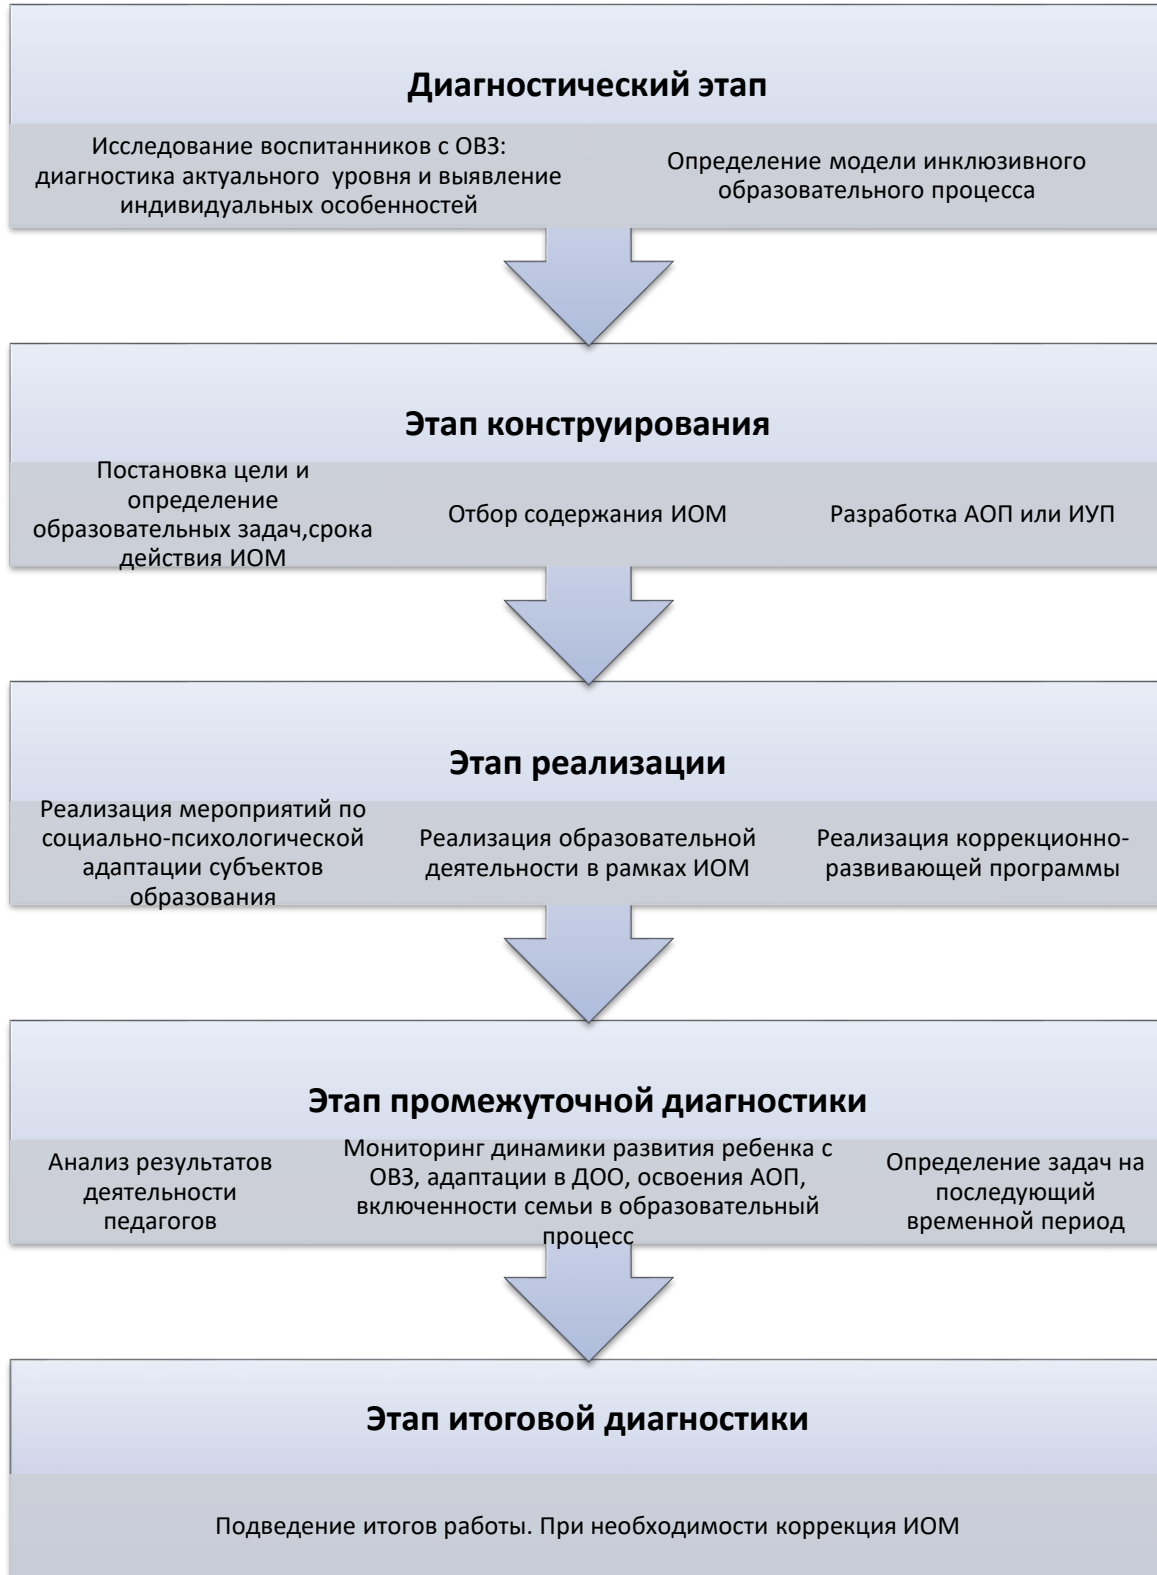 Диагностический этап
Исследование воспитанников с ОВЗ:
диагностика актуального уровня и выявление
индивидуальных особенностей
Определение модели инклюзивного
образовательного процесса
Этап конструирования
Постановка цели и
определение
образовательных задач,срока
действия ИОМ
Отбор содержания ИОМ
Разработка АОП или ИУП
Этап реализации
Реализация мероприятий по
социально-психологической
адаптации субъектов
образования
Реализация образовательной
деятельности в рамках ИОМ
Реализация коррекционно-
развивающей программы
Этап промежуточной диагностики
Анализ результатов
деятельности
педагогов
Мониторинг динамики развития ребенка с
ОВЗ, адаптации в ДОО, освоения АОП,
включенности семьи в образовательный
процесс
Определение задач на
последующий
временной период
Этап итоговой диагностики
Подведение итогов работы. При необходимости коррекция ИОМ